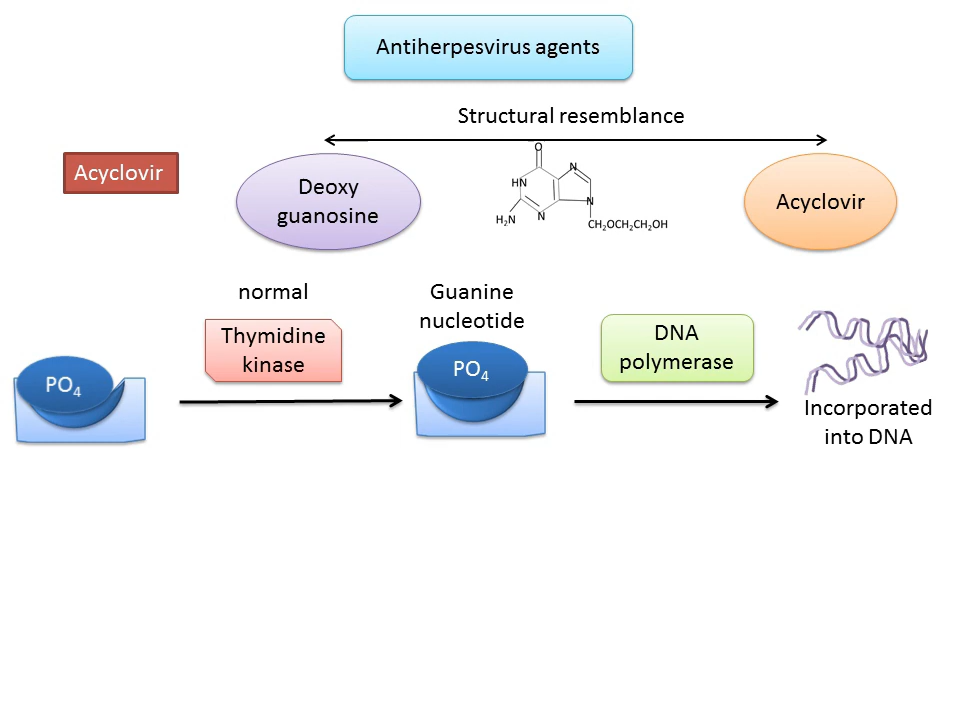 Antiherpesvirus agents
Structural resemblance
Acyclovir
Deoxy
guanosine
O
HN
N
H₂N
N
N
CH₂OCH₂CH₂OH
Acyclovir
normal
Thymidine
kinase
Guanine
nucleotide
DNA
polymerase
PO₄
PO₄
Incorporated
into DNA